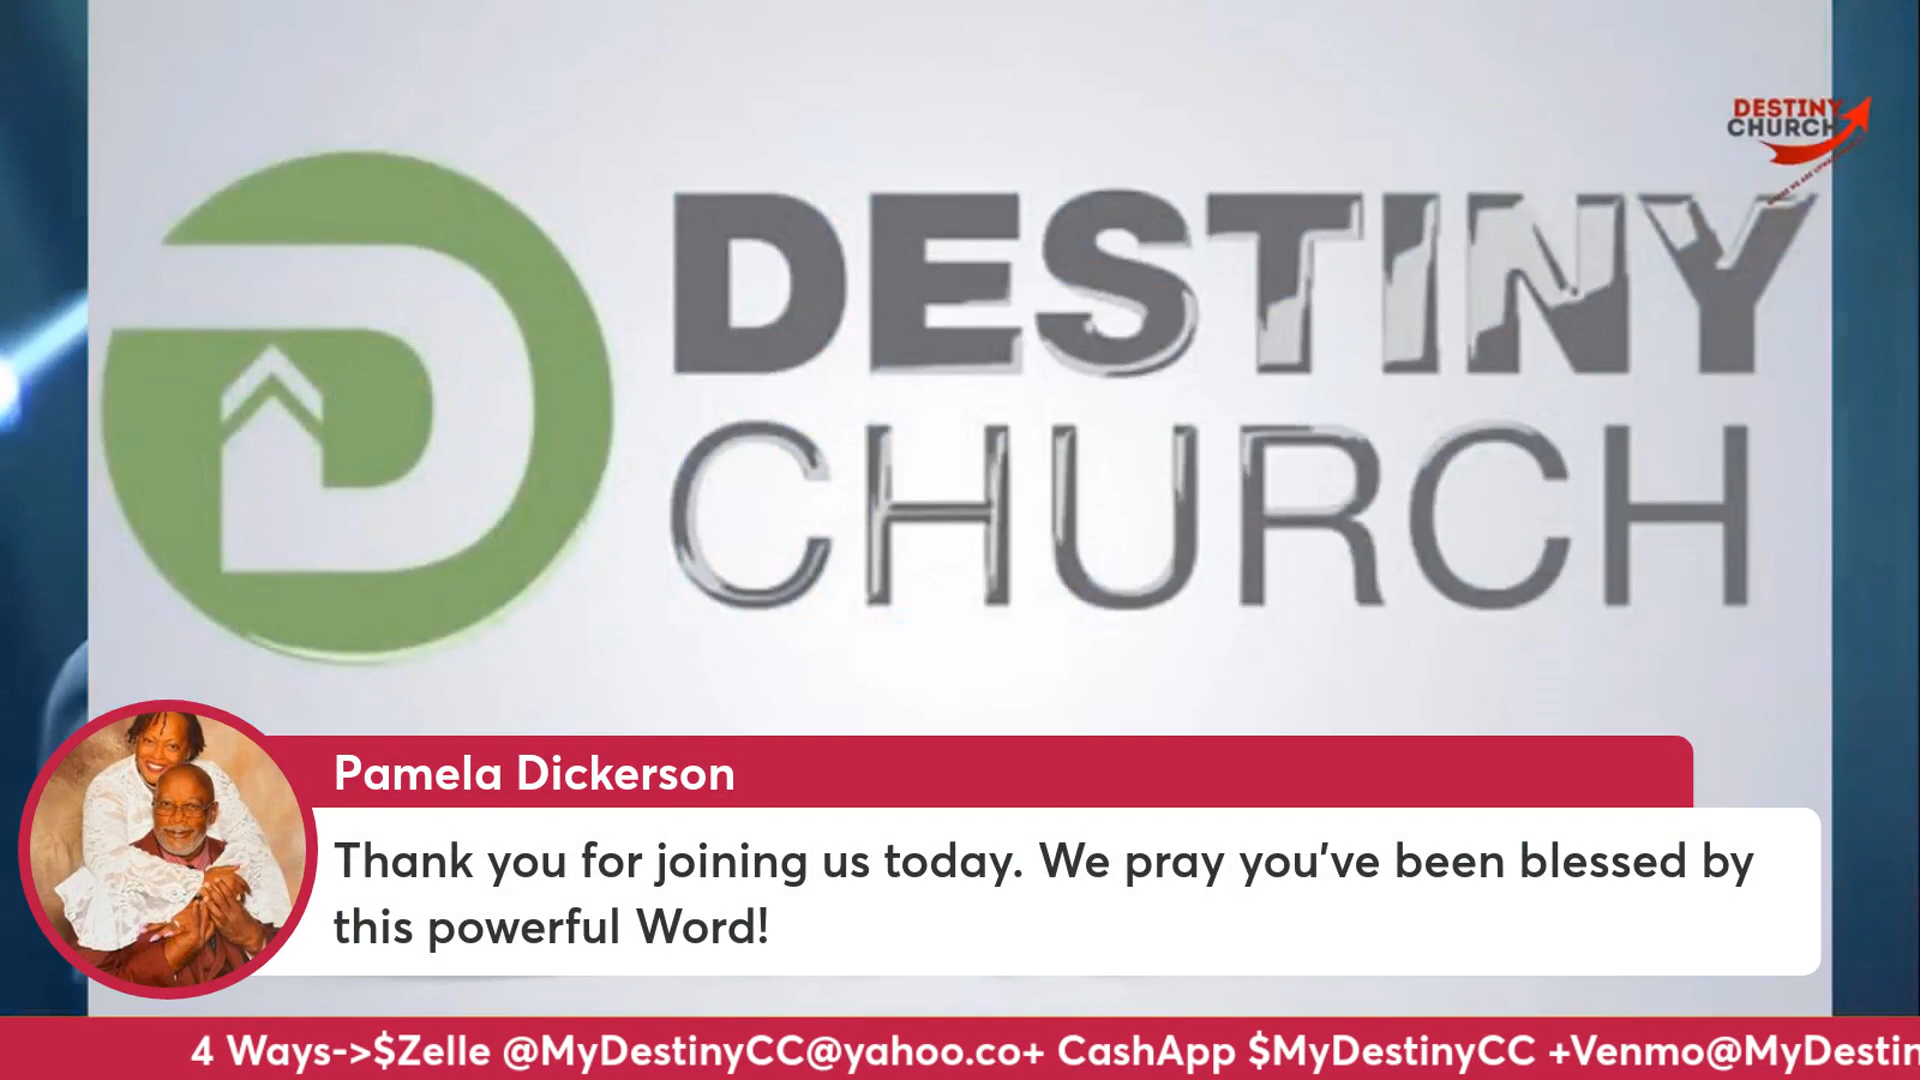 DESTINY
CHURCH
DESTINY
CHURCH
Pamela Dickerson
Thank you for joining us today. We pray you've been blessed by
this powerful Word!
4 Ways->$Zelle @MyDestinyCC@yahoo.co+ CashApp $MyDestinyCC +Venmo@MyDestin